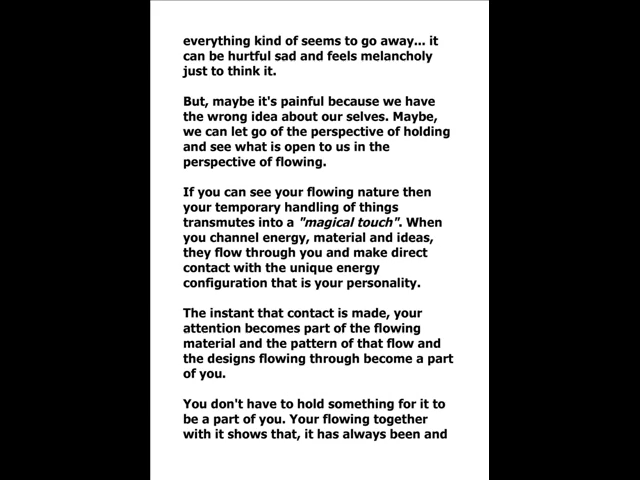 everything kind of seems to go away... it
can be hurtful sad and feels melancholy
just to think it.
But, maybe it's painful because we have
the wrong idea about our selves. Maybe,
we can let go of the perspective of holding
and see what is open to us in the
perspective of flowing.
If you can see your flowing nature then
your temporary handling of things
transmutes into a "magical touch". When
you channel energy, material and ideas,
they flow through you and make direct
contact with the unique energy
configuration that is your personality.
The instant that contact is made, your
attention becomes part of the flowing
material and the pattern of that flow and
the designs flowing through become a part
of you.
You don't have to hold something for it to
be a part of you. Your flowing together
with it shows that, it has always been and